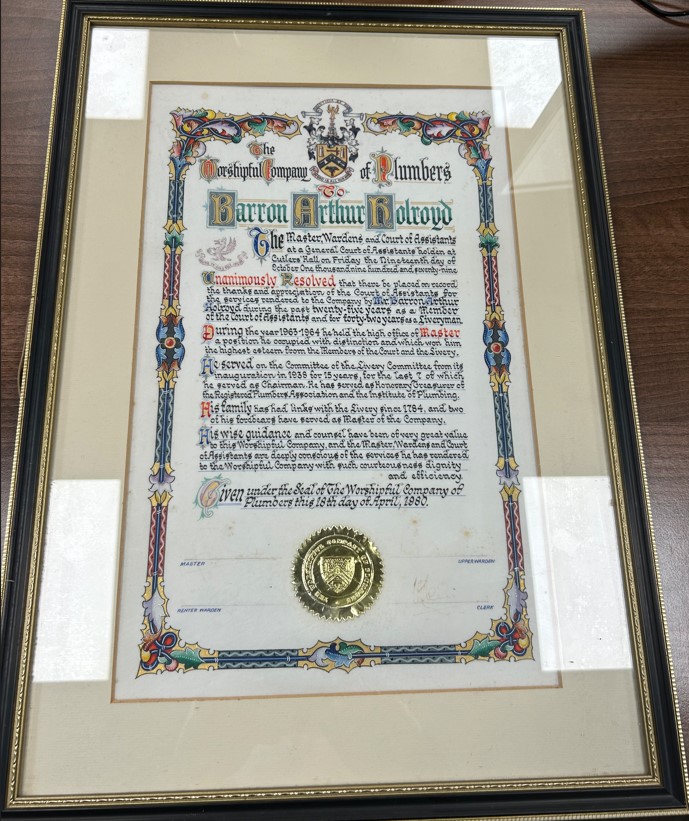 The
Worshipful Company of Plumbers
To
Barron Arthur Holroyd
The Master, Wardens and Court of Assistants
at a General Court of Assistants holden at
Cutlers' Hall on Friday the Nineteenth day of
October One thousand nine hundred and seventy-nine
Unanimously Resolved that there be placed on record
the thanks and appreciation of the Court of Assistants for
the services rendered to the Company by Mr. Barron Arthur
Holroyd during the past twenty-five years as a Member
of the Court of Assistants and for forty-two years as a Liveryman
During the year 1963-1964 he held the high office of Master
a position he occupied with distinction and which won him
the highest esteem from the Members of the Court and the Livery.
He served on the Committee of the Livery Committee from its
inauguration in 1938 for 15 years, for the last 7 of which
he served as Chairman. He has served as Honorary Treasurer of
the Registered Plumbers Association and the Institute of Plumbing.
His family has had links with the Livery since 1784, and two
of his forebears have served as Master of the Company.
His wise guidance and counsel have been of very great value
to this Worshipful Company, and the Master, Wardens and Court
of Assistants are deeply conscious of the services he has rendered
to the Worshipful Company with such courteousness dignity
and efficiency.
Given under the Seal of The Worshipful Company of
Plumbers this 18th day of April, 1980.
MASTER
UPPER WARDEN
RENTER WARDEN
CLERK